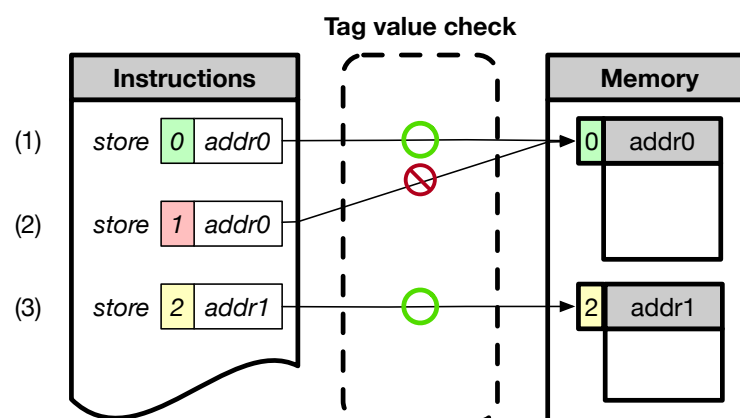 Tag value check
Instructions
Memory
(1) store 0 addr0
0 addr0
(2) store 1 addr0
(3) store 2 addr1
2 addr1